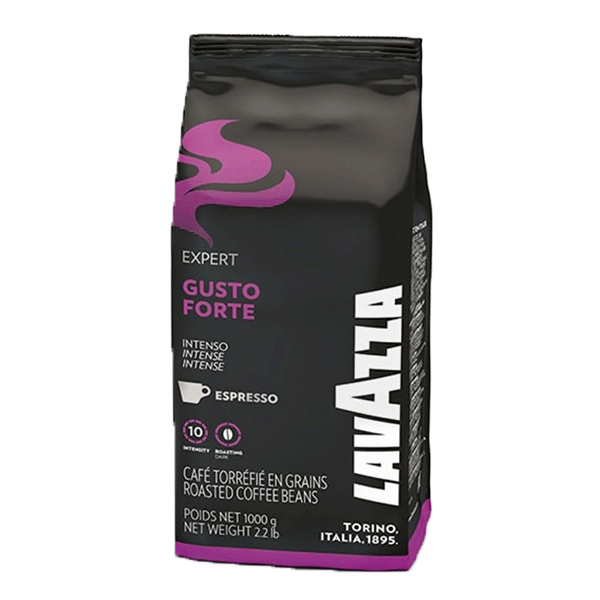 EXPERT
GUSTO
FORTE
INTENSO
INTENSE
INTENSE
ESPRESSO
10
INTENSITY
ROASTING
DARK
CAFÉ TORRÉFIÉ EN GRAINS
ROASTED COFFEE BEANS
POIDS NET 1000 g
NET WEIGHT 2.2 lb
LAVAZZA
TORINO,
ITALIA, 1895.